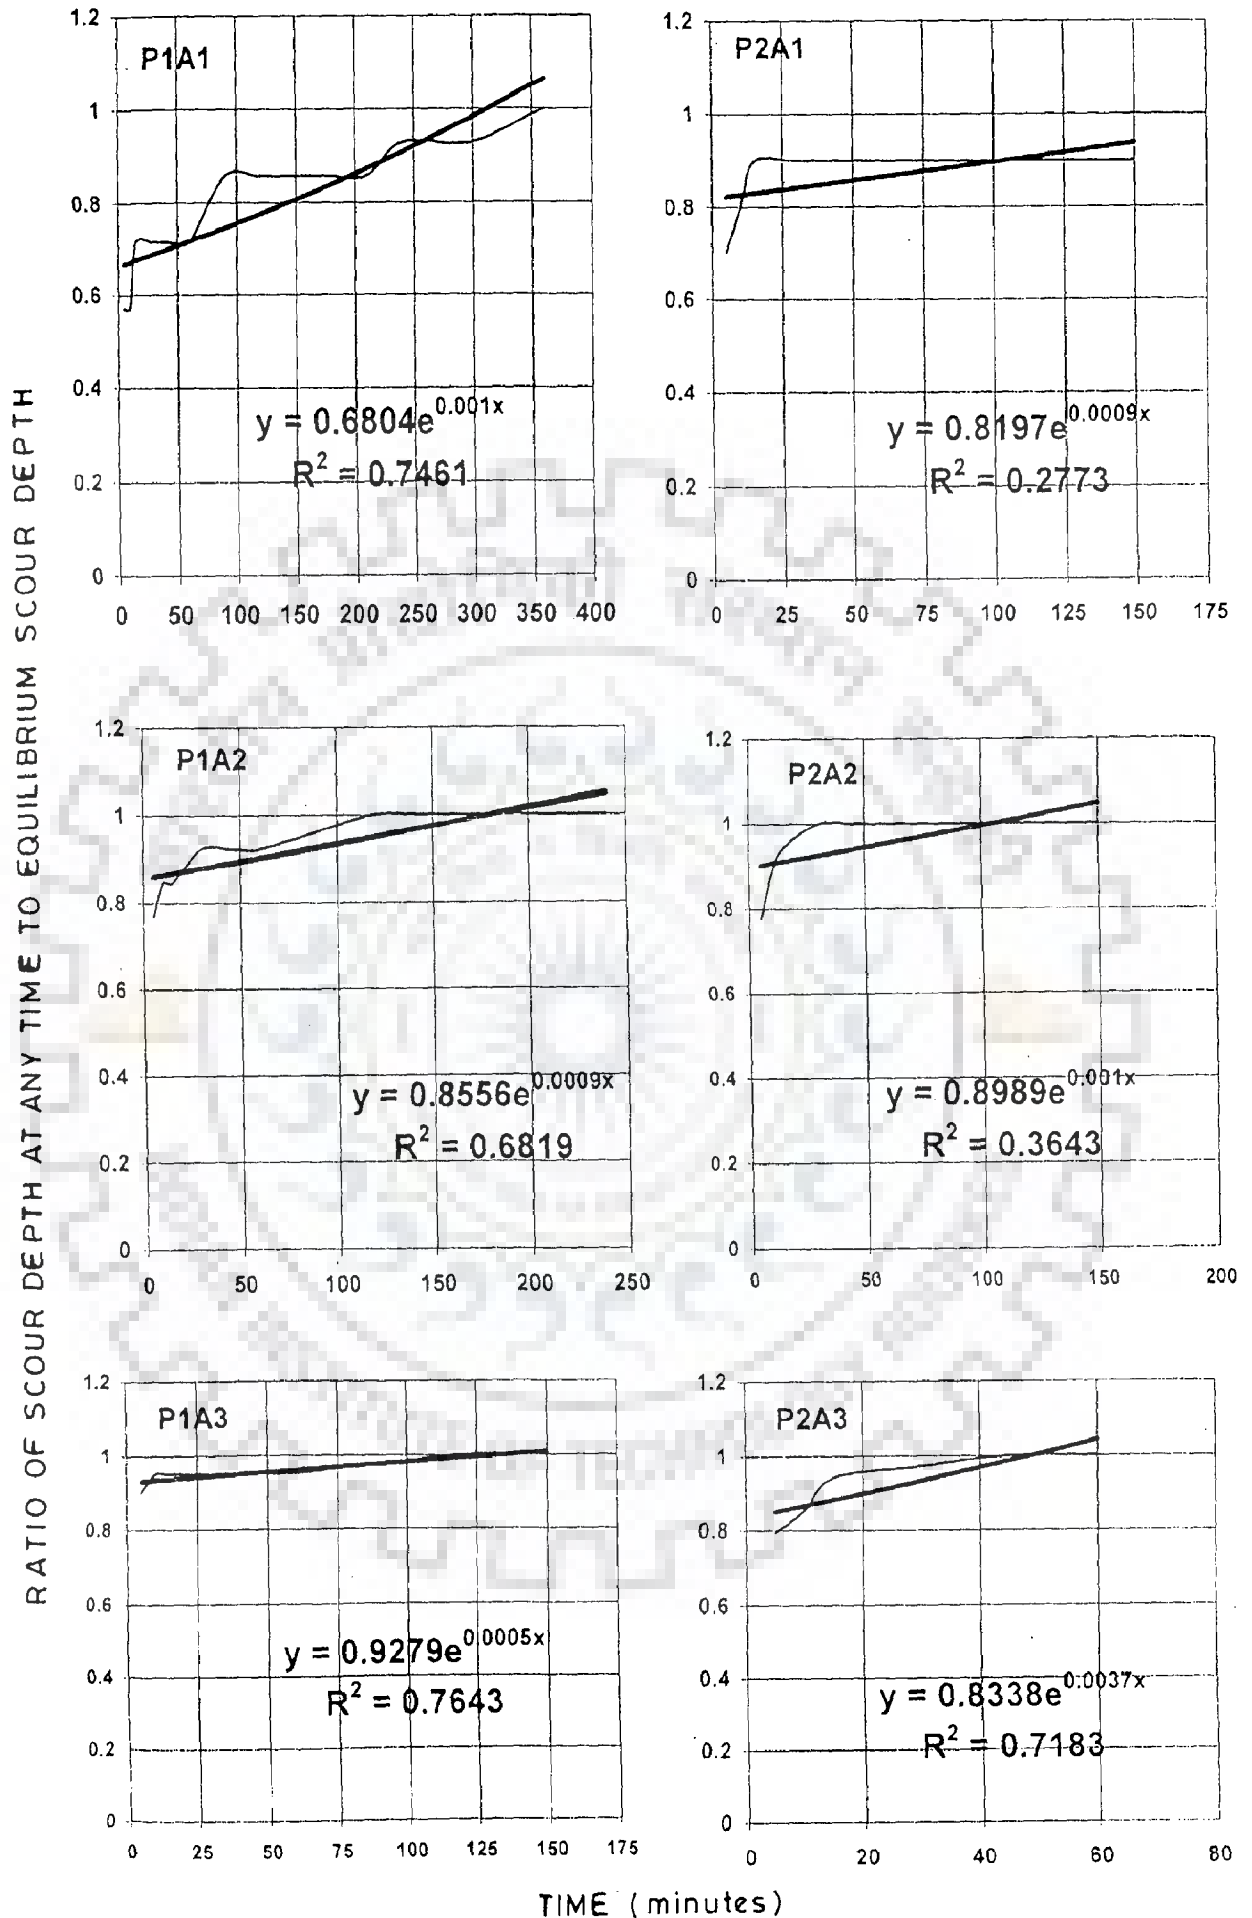 RATIO OF SCOUR DEPTH AT ANY TIME TO EQUILIBRIUM SCOUR DEPTH
P1A1
1.2
1
0.8
0.6
0.4
0.2
0
y = 0.6804e^0.001x
R² = 0.7461
0 50 100 150 200 250 300 350 400
P2A1
1.2
1
0.8
0.6
0.4
0.2
0
y = 0.8197e^0.0009x
R² = 0.2773
0 25 50 75 100 125 150 175
P1A2
1.2
1
0.8
0.6
0.4
0.2
0
y = 0.8556e^0.0009x
R² = 0.6819
0 50 100 150 200 250
P2A2
1.2
1
0.8
0.6
0.4
0.2
0
y = 0.8989e^0.001x
R² = 0.3643
0 50 100 150 200
P1A3
1.2
1
0.8
0.6
0.4
0.2
0
y = 0.9279e^0.0005x
R² = 0.7643
0 25 50 75 100 125 150 175
P2A3
1.2
1
0.8
0.6
0.4
0.2
0
y = 0.8338e^0.0037x
R² = 0.7183
0 20 40 60 80
TIME (minutes)